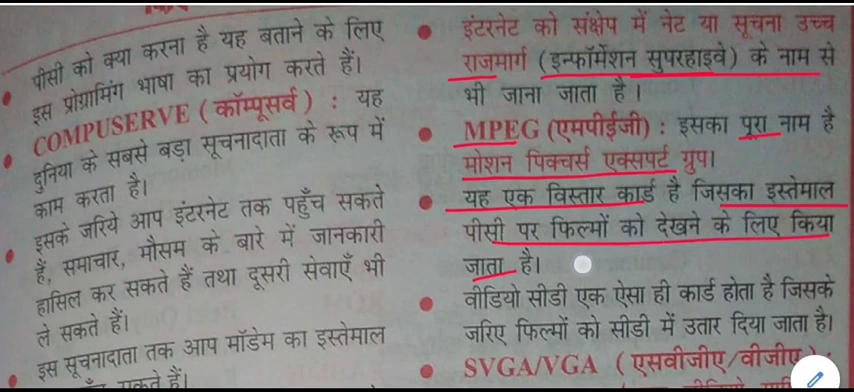 पीसी को क्या करना है यह बताने के लिए
इस प्रोग्रामिंग भाषा का प्रयोग करते हैं।
COMPUSERVE (कॉम्पूसर्व) : यह
दुनिया के सबसे बड़ा सूचनादाता के रूप में
काम करता है।
इसके जरिये आप इंटरनेट तक पहुँच सकते
हैं, समाचार, मौसम के बारे में जानकारी
हासिल कर सकते हैं तथा दूसरी सेवाएँ भी
ले सकते हैं।
इस सूचनादाता तक आप मॉडेम का इस्तेमाल
इंटरनेट को संक्षेप में नेट या सूचना उच्च
राजमार्ग (इन्फॉर्मेशन सुपरहाइवे) के नाम से
भी जाना जाता है।
MPEG (एमपीईजी) : इसका पूरा नाम है
मोशन पिक्चर्स एक्सपर्ट ग्रुप।
यह एक विस्तार कार्ड है जिसका इस्तेमाल
पीसी पर फिल्मों को देखने के लिए किया
जाता है।
वीडियो सीडी एक ऐसा ही कार्ड होता है जिसके
जरिए फिल्मों को सीडी में उतार दिया जाता है।
SVGA/VGA (एसवीजीए/वीजीए